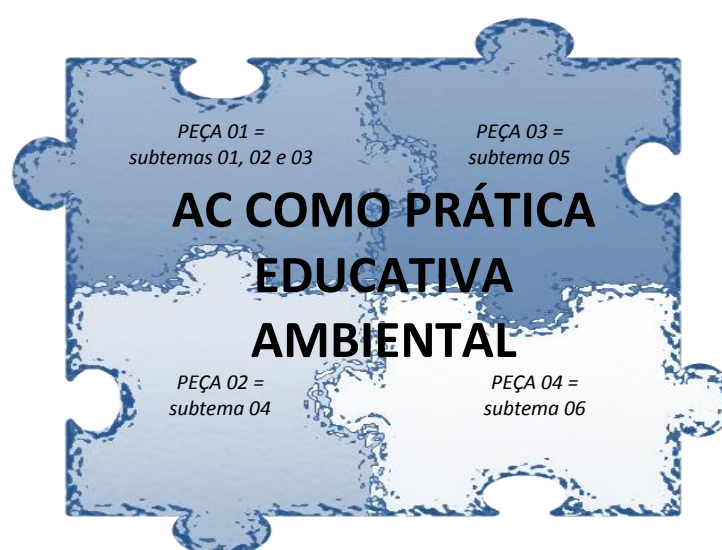 PEÇA 01 =
subtemas 01, 02 e 03
PEÇA 03 =
subtema 05
AC COMO PRÁTICA
EDUCATIVA
AMBIENTAL
PEÇA 02 =
subtema 04
PEÇA 04 =
subtema 06